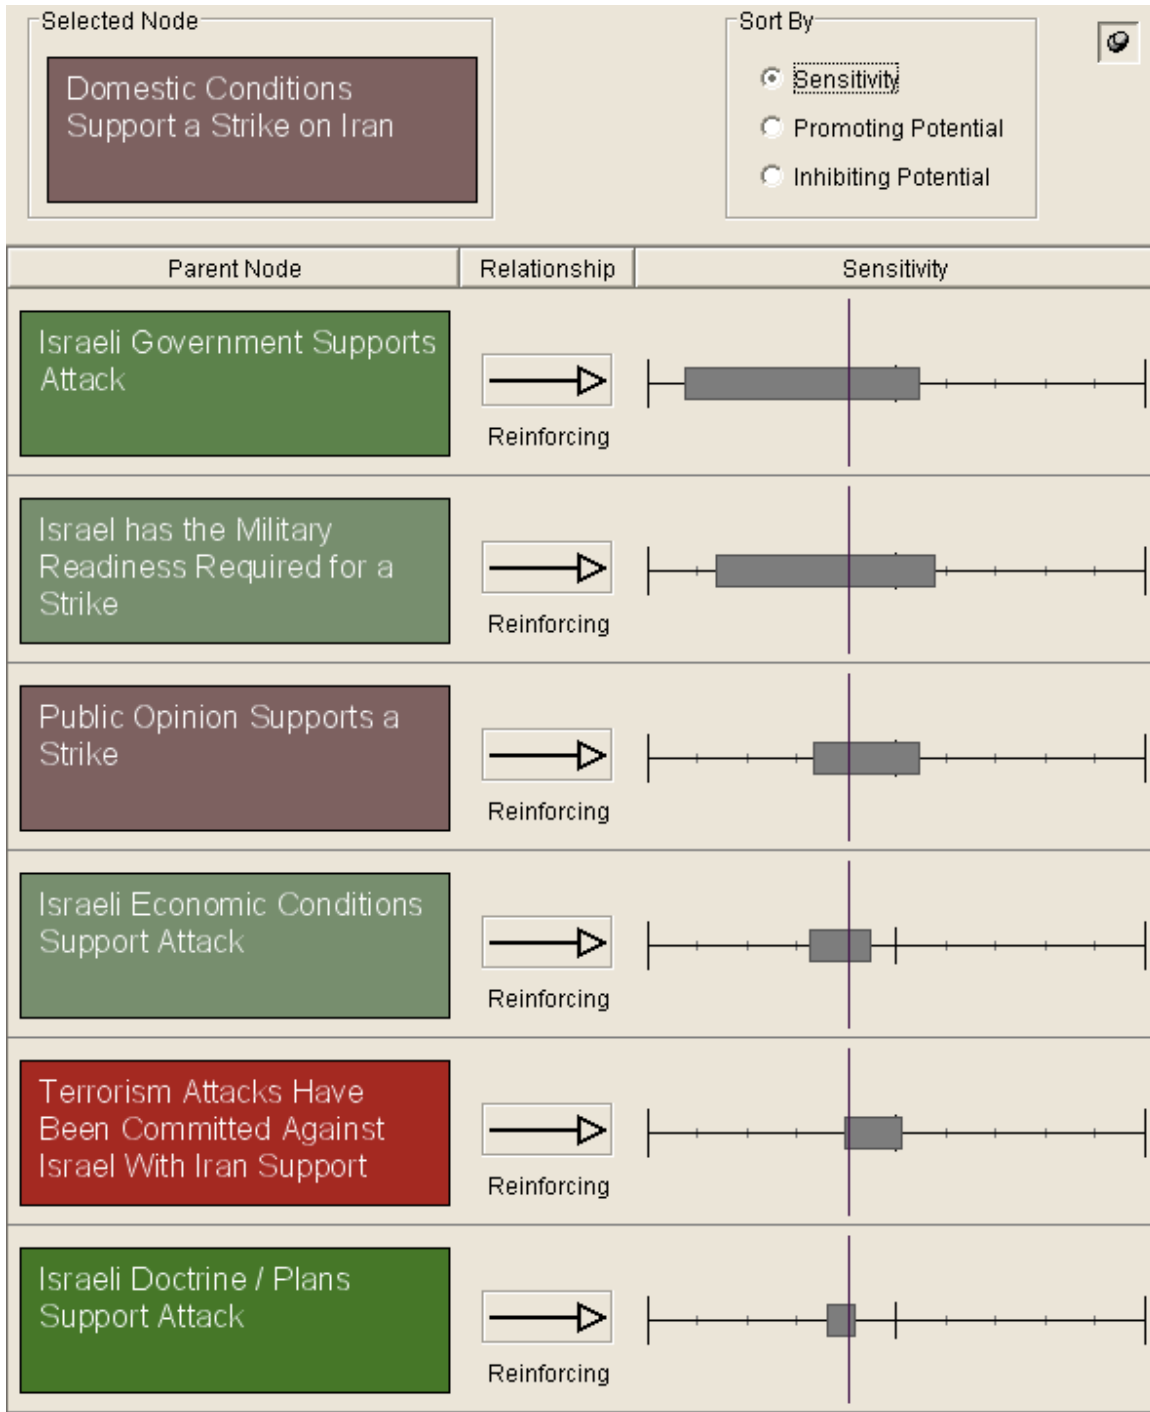 Selected Node
Sort By
Domestic Conditions
Support a Strike on Iran
Sensitivity
Promoting Potential
Inhibiting Potential
Parent Node
Relationship
Sensitivity
Israeli Government Supports
Attack
Reinforcing
Israel has the Military
Readiness Required for a
Strike
Reinforcing
Public Opinion Supports a
Strike
Reinforcing
Israeli Economic Conditions
Support Attack
Reinforcing
Terrorism Attacks Have
Been Committed Against
Israel With Iran Support
Reinforcing
Israeli Doctrine / Plans
Support Attack
Reinforcing